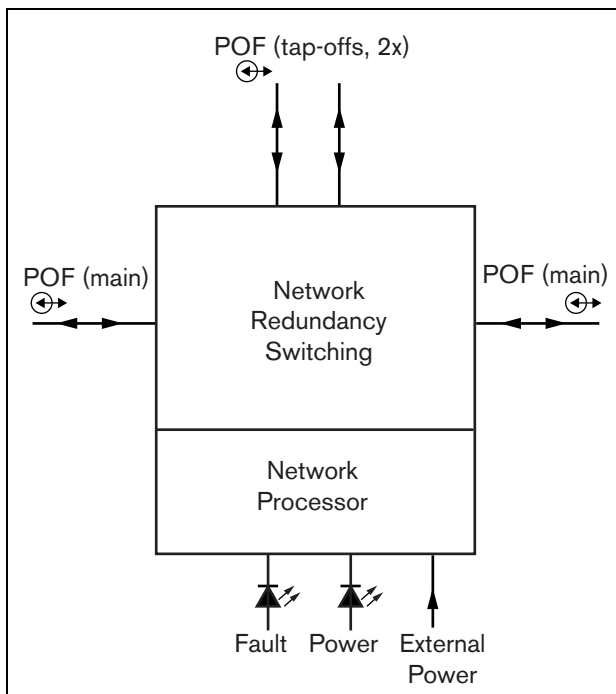 POF (tap-offs, 2x)
POF (main)
POF (main)
Network
Redundancy
Switching
Network
Processor
Fault
Power
External
Power